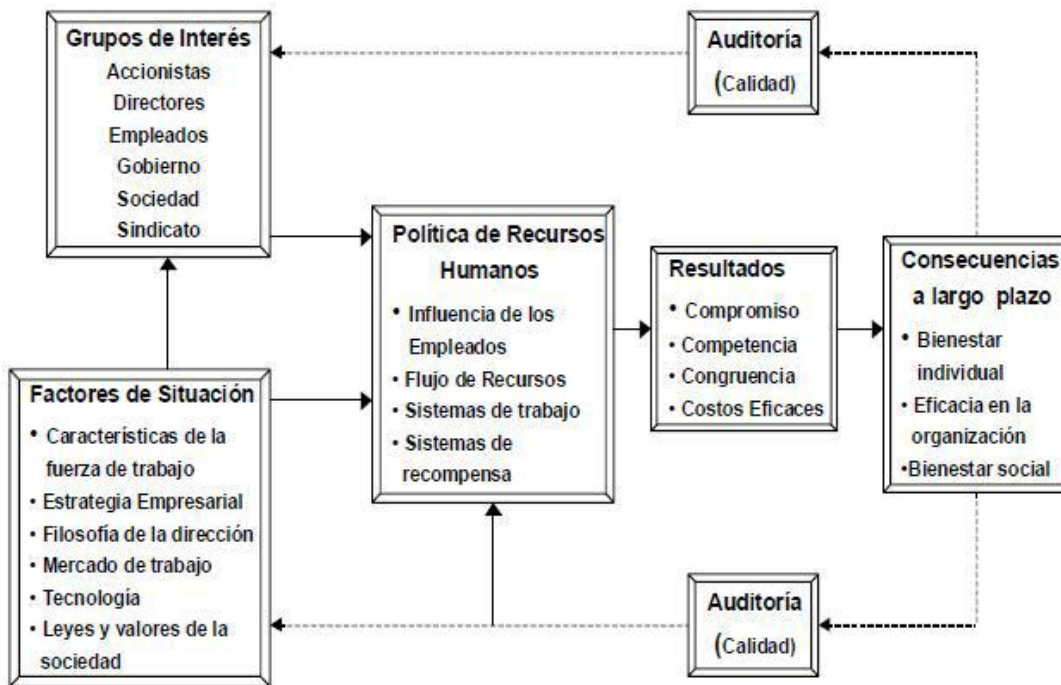 Grupos de Interés
Accionistas
Directores
Empleados
Gobierno
Sociedad
Sindicato
Auditoría
(Calidad)
Política de Recursos
Humanos
• Influencia de los
Empleados
• Flujo de Recursos
• Sistemas de trabajo
• Sistemas de
recompensa
Resultados
• Compromiso
• Competencia
• Congruencia
• Costos Eficaces
Consecuencias
a largo plazo
• Bienestar
individual
• Eficacia en la
organización
•Bienestar social
Factores de Situación
• Características de la
fuerza de trabajo
• Estrategia Empresarial
• Filosofía de la dirección
• Mercado de trabajo
• Tecnología
• Leyes y valores de la
sociedad
Auditoría
(Calidad)